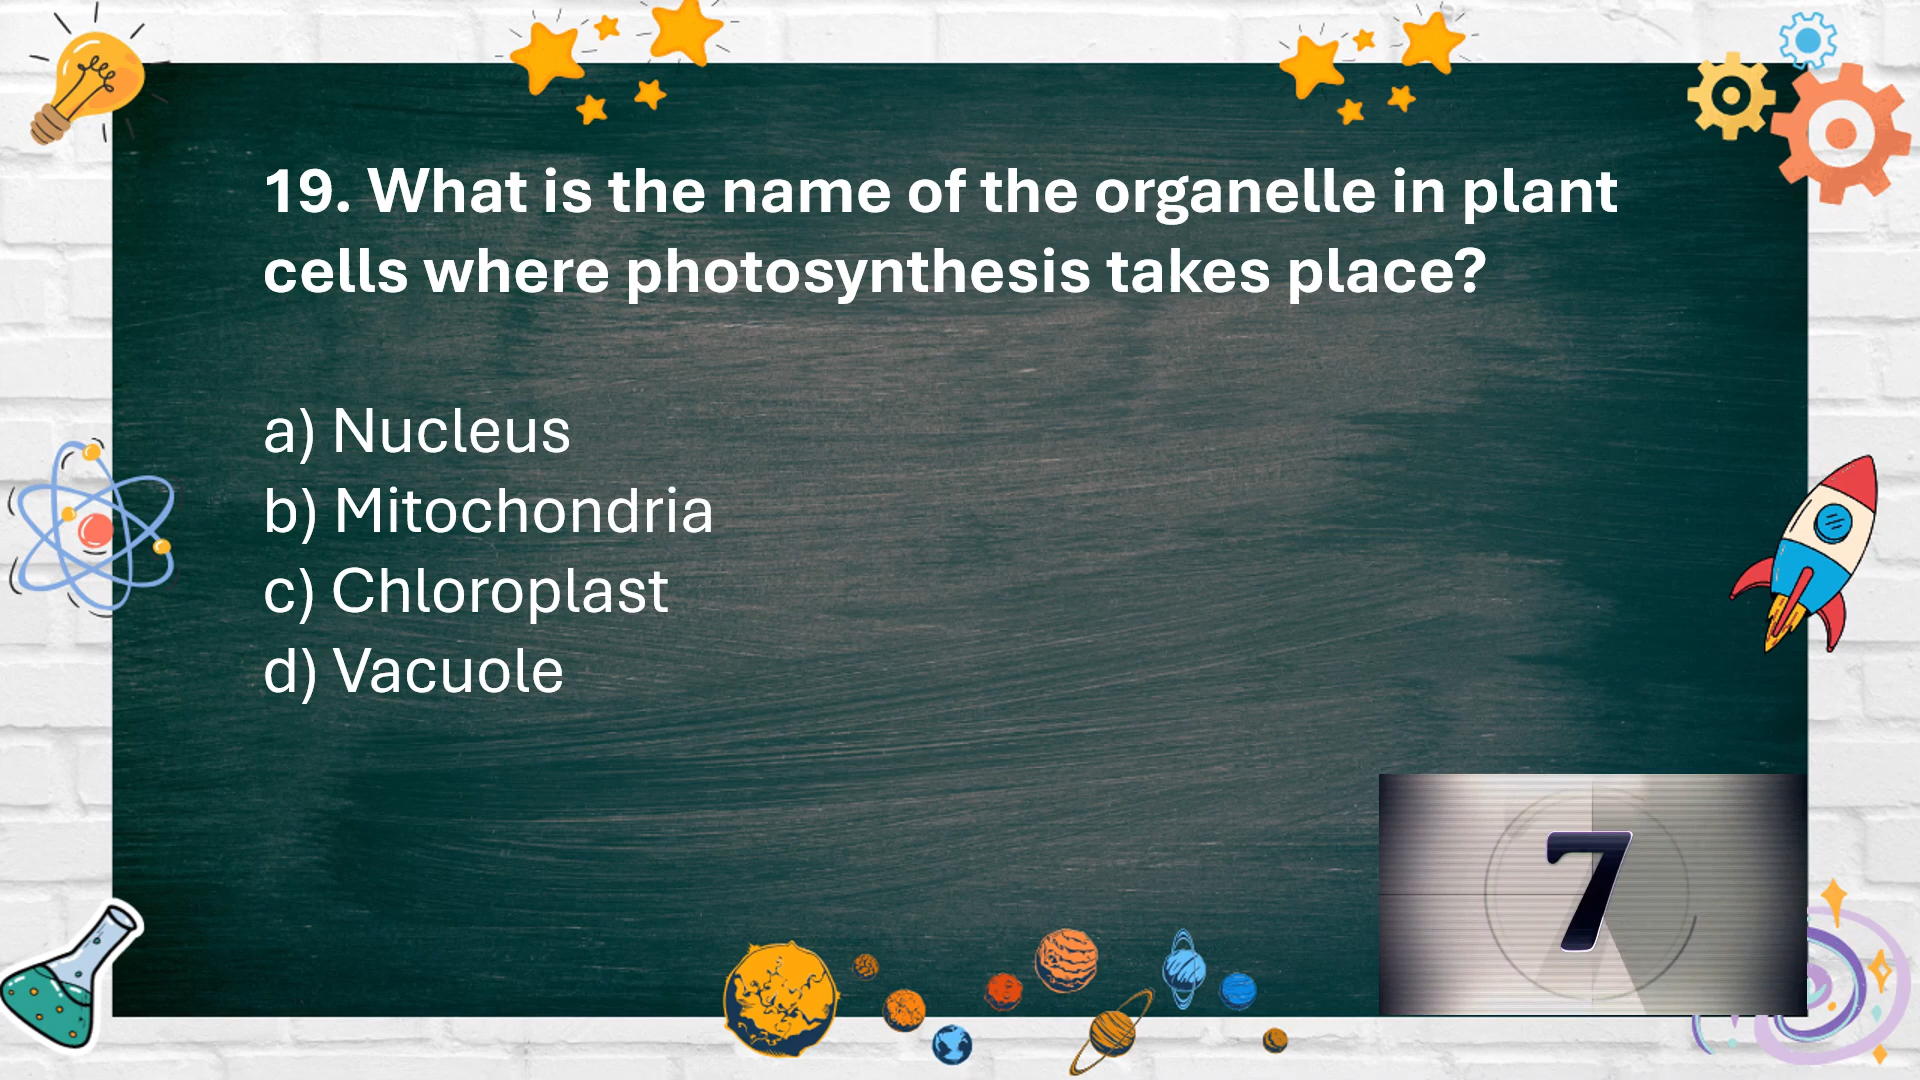 19. What is the name of the organelle in plant
cells where photosynthesis takes place?
a) Nucleus
b) Mitochondria
c) Chloroplast
d) Vacuole
7